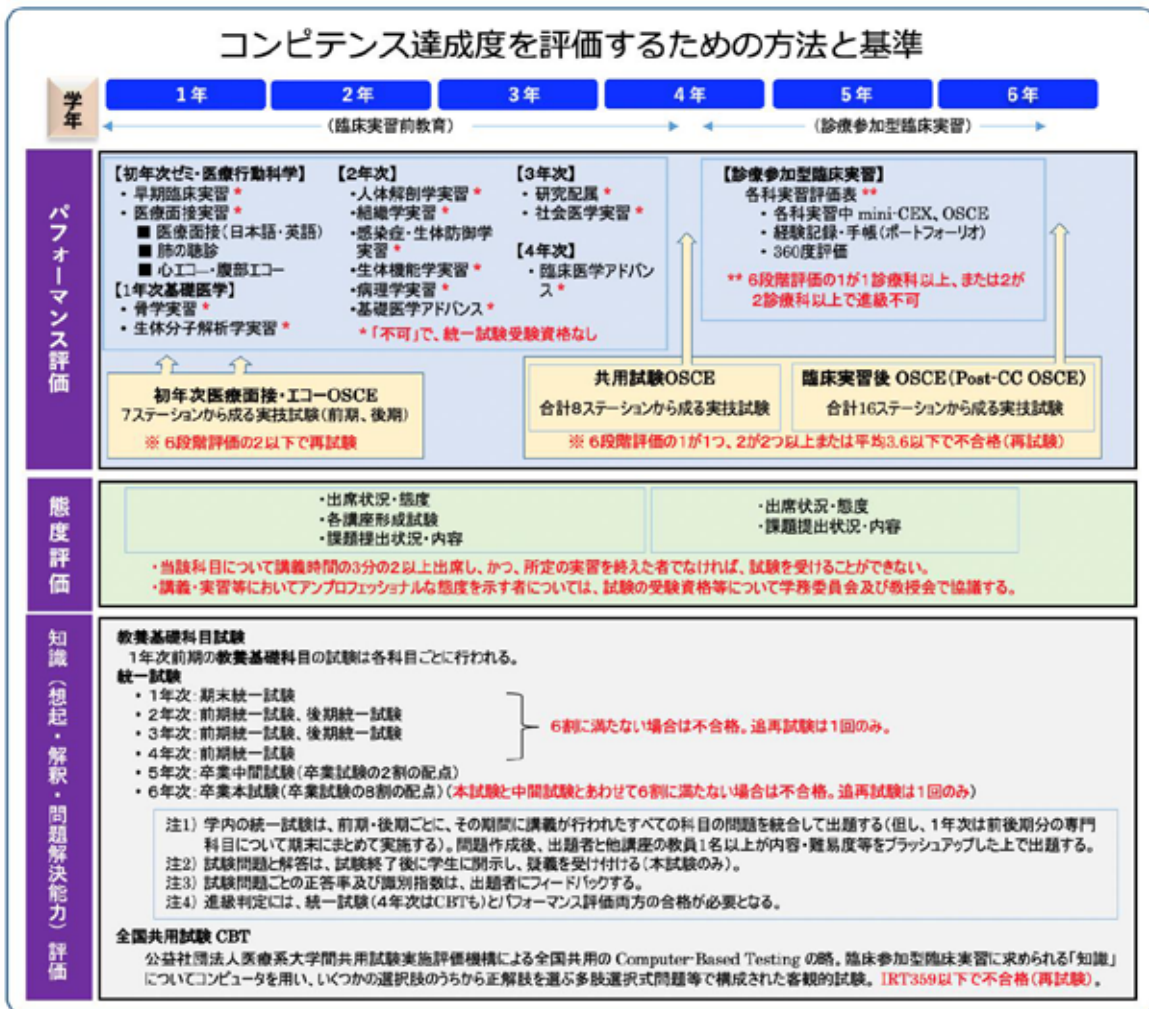 コンピテンス達成度を評価するための方法と基準
学年
1年
2年
3年
4年
5年
6年
(臨床実習前教育)
(診療参加型臨床実習)
パフォーマンス評価
【初年次ゼミ・医療行動科学】
・早期臨床実習 *
・医療面接実習 *
■ 医療面接(日本語・英語)
■ 肺の聴診
■ 心エコー・腹部エコー
【1年次基礎医学】
・骨学実習 *
・生体分子解析学実習 *
【2年次】
・人体解剖学実習 *
・組織学実習 *
・感染症・生体防御学
実習 *
・生体機能学実習 *
・病理学実習 *
・基礎医学アドバンス *
【3年次】
・研究配属 *
・社会医学実習 *
【4年次】
・臨床医学アドバン
ス *
*「不可」で、統一試験受験資格なし
【診療参加型臨床実習】
各科実習評価表 **
・各科実習中 mini-CEX、OSCE
・経験記録・手帳(ポートフォリオ)
・360度評価
** 6段階評価の1が1診療科以上、または2が
2診療科以上で進級不可
初年次医療面接・エコーOSCE
7ステーションから成る実技試験(前期、後期)
※ 6段階評価の2以下で再試験
共用試験OSCE
合計8ステーションから成る実技試験
臨床実習後 OSCE(Post-CC OSCE)
合計16ステーションから成る実技試験
※ 6段階評価の1が1つ、2が2つ以上または平均3.6以下で不合格(再試験)
態度評価
・出席状況・態度
・各講座形成試験
・課題提出状況・内容
・出席状況・態度
・課題提出状況・内容
・当該科目について講義時間の3分の2以上出席し、かつ、所定の実習を終えた者でなければ、試験を受けることができない。
・講義・実習等においてアンプロフェッショナルな態度を示す者については、試験の受験資格等について学務委員会及び教授会で協議する。
知識(想起・解釈・問題解決能力)評価
教養基礎科目試験
1年次前期の教養基礎科目の試験は各科目ごとに行われる。
統一試験
・1年次:期末統一試験
・2年次:前期統一試験、後期統一試験
・3年次:前期統一試験、後期統一試験
・4年次:前期統一試験
6割に満たない場合は不合格。追再試験は1回のみ。
・5年次:卒業中間試験(卒業試験の2割の配点)
・6年次:卒業本試験(卒業試験の8割の配点)(本試験と中間試験とあわせて6割に満たない場合は不合格。追再試験は1回のみ)
注1) 学内の統一試験は、前期・後期ごとに、その期間に講義が行われたすべての科目の問題を統合して出題する(但し、1年次は前後期分の専門
科目について期末にまとめて実施する)。問題作成後、出題者と他講座の教員1名以上が内容・難易度等をブラッシュアップした上で出題する。
注2) 試験問題と解答は、試験終了後に学生に開示し、疑義を受け付ける(本試験のみ)。
注3) 試験問題ごとの正答率及び識別指数は、出題者にフィードバックする。
注4) 進級判定には、統一試験(4年次はCBTも)とパフォーマンス評価両方の合格が必要となる。
全国共用試験 CBT
公益社団法人医療系大学間共用試験実施評価機構による全国共用の Computer-Based Testing の略。臨床参加型臨床実習に求められる「知識」
についてコンピュータを用い、いくつかの選択肢のうちから正解肢を選ぶ多肢選択式問題等で構成された客観的試験。IRT359以下で不合格(再試験)。